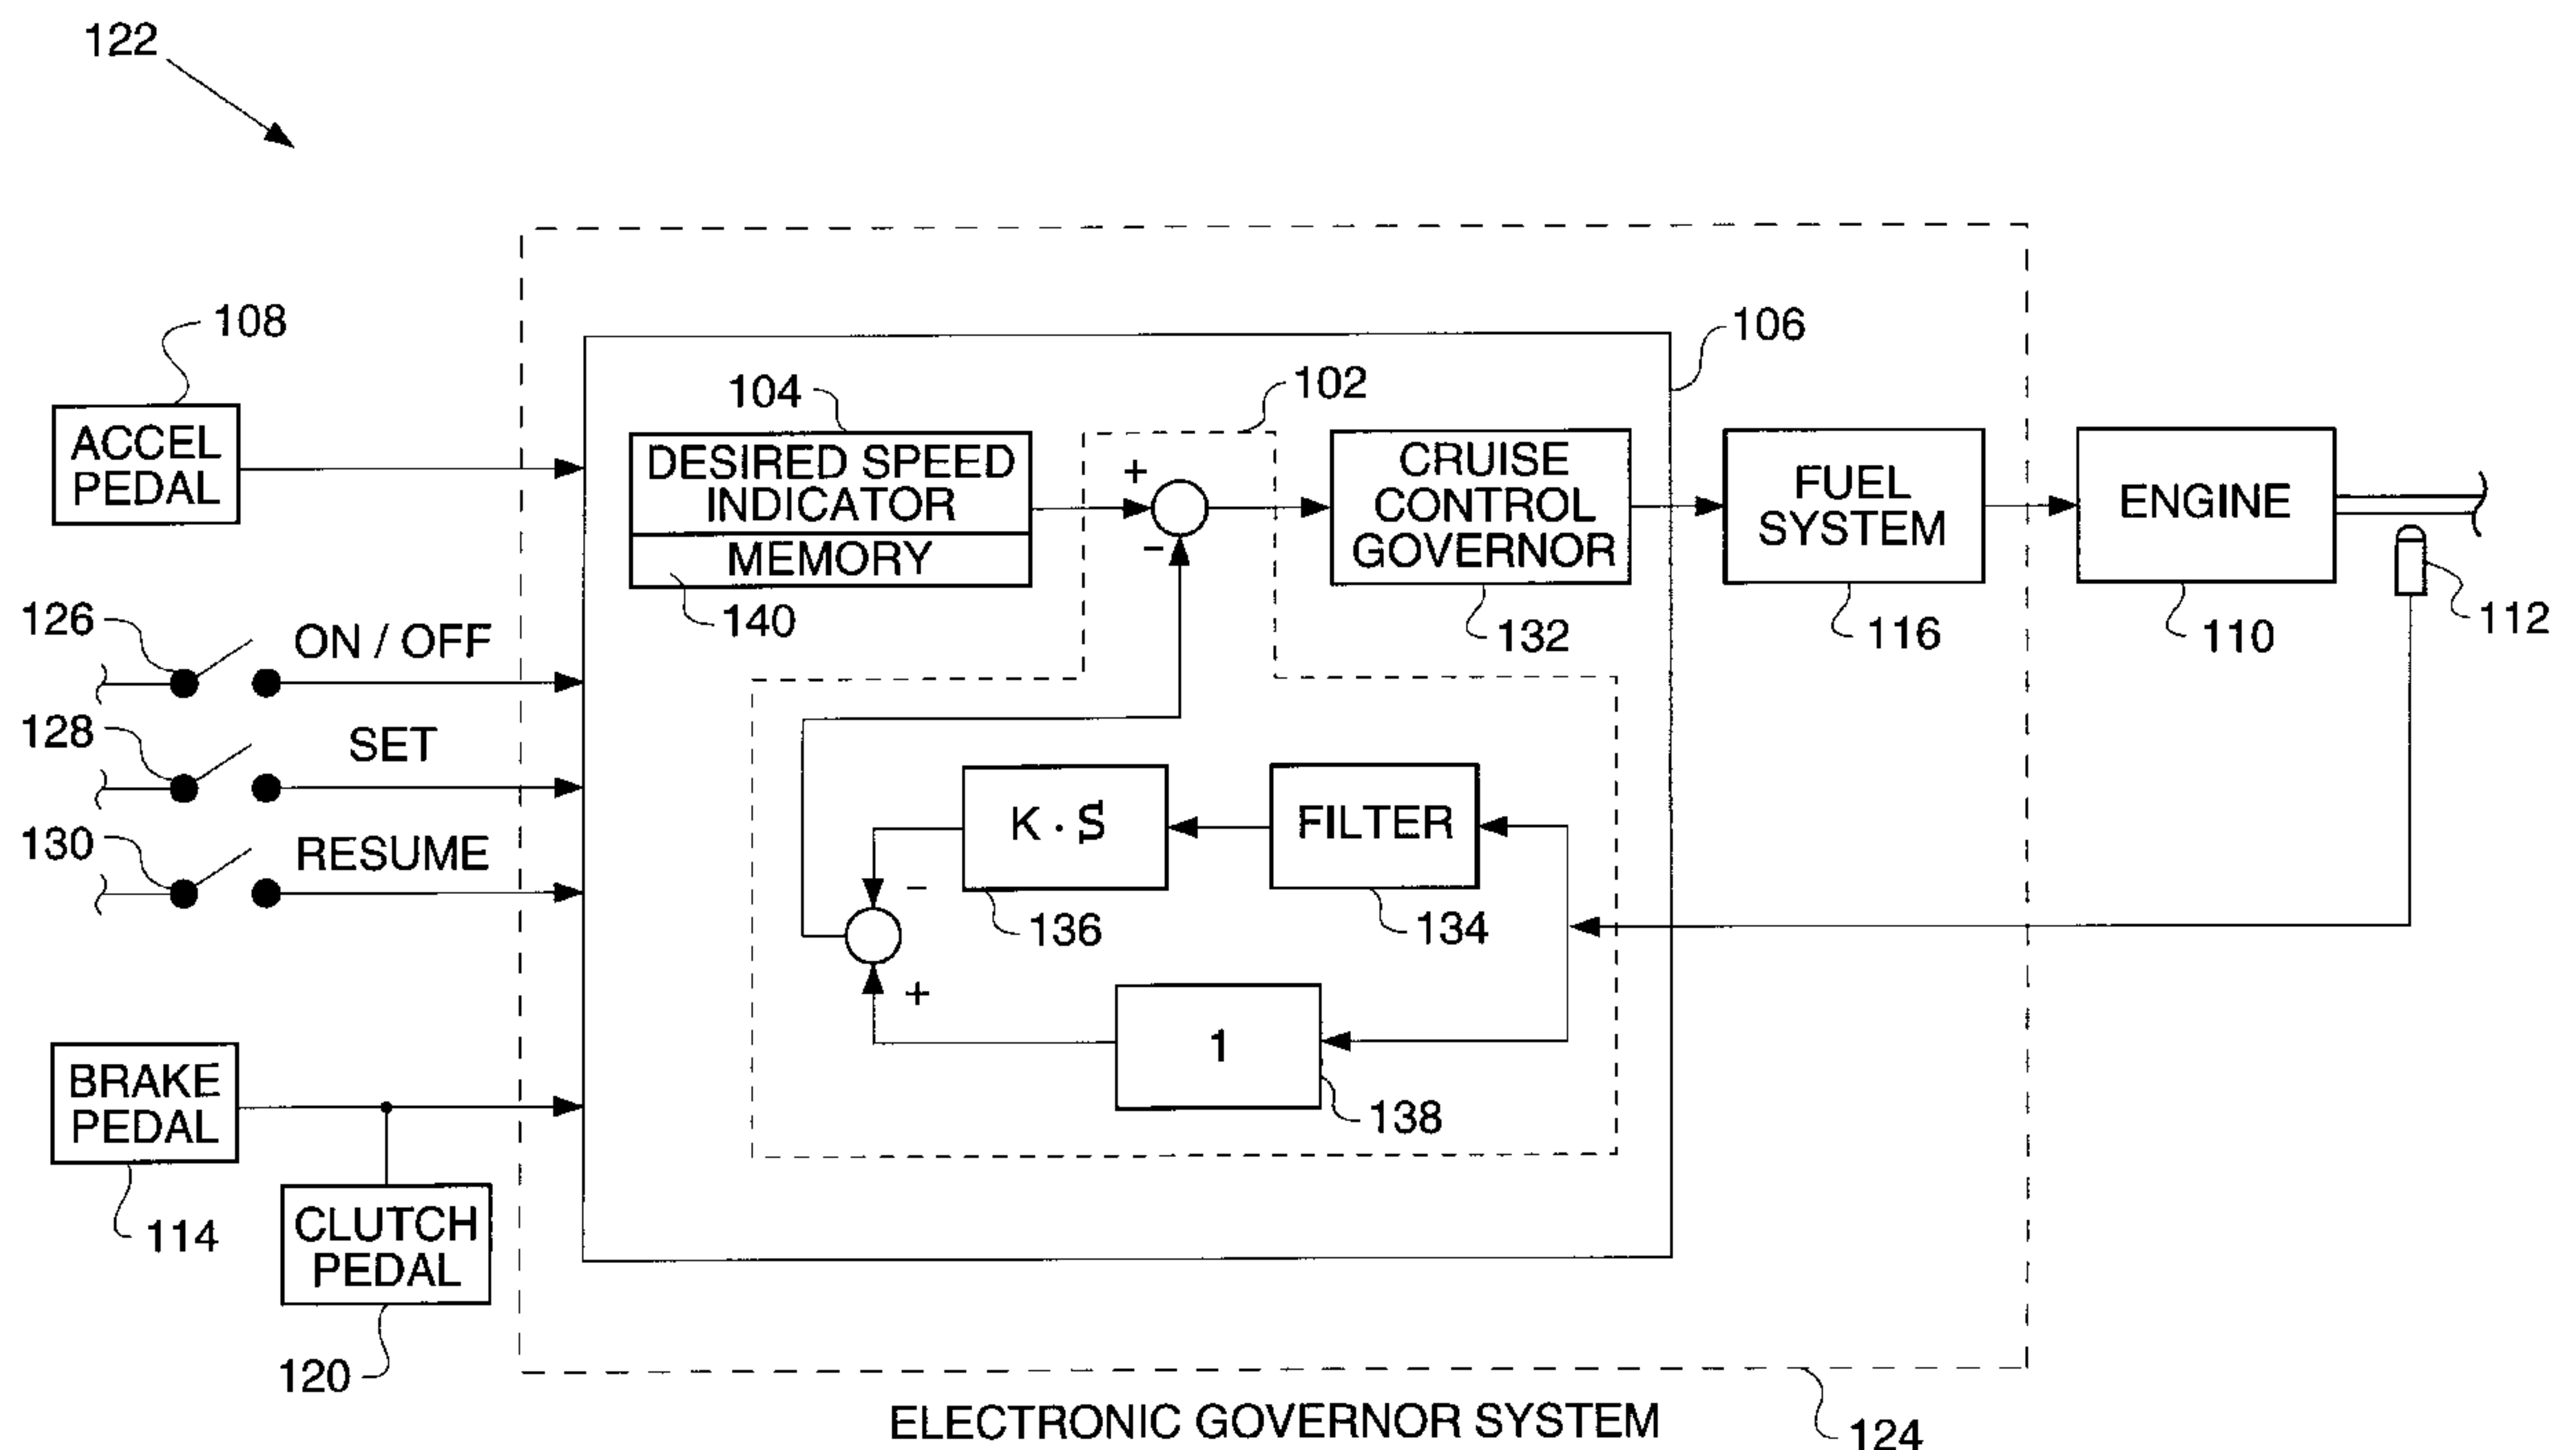 122
108
106
104
102
ACCEL
PEDAL
DESIRED SPEED
INDICATOR
MEMORY
+
−
CRUISE
CONTROL
GOVERNOR
FUEL
SYSTEM
ENGINE
140
132
116
110
112
126
ON / OFF
128
SET
130
RESUME
K · S
FILTER
−
136
134
+
1
138
BRAKE
PEDAL
114
CLUTCH
PEDAL
120
ELECTRONIC GOVERNOR SYSTEM
124